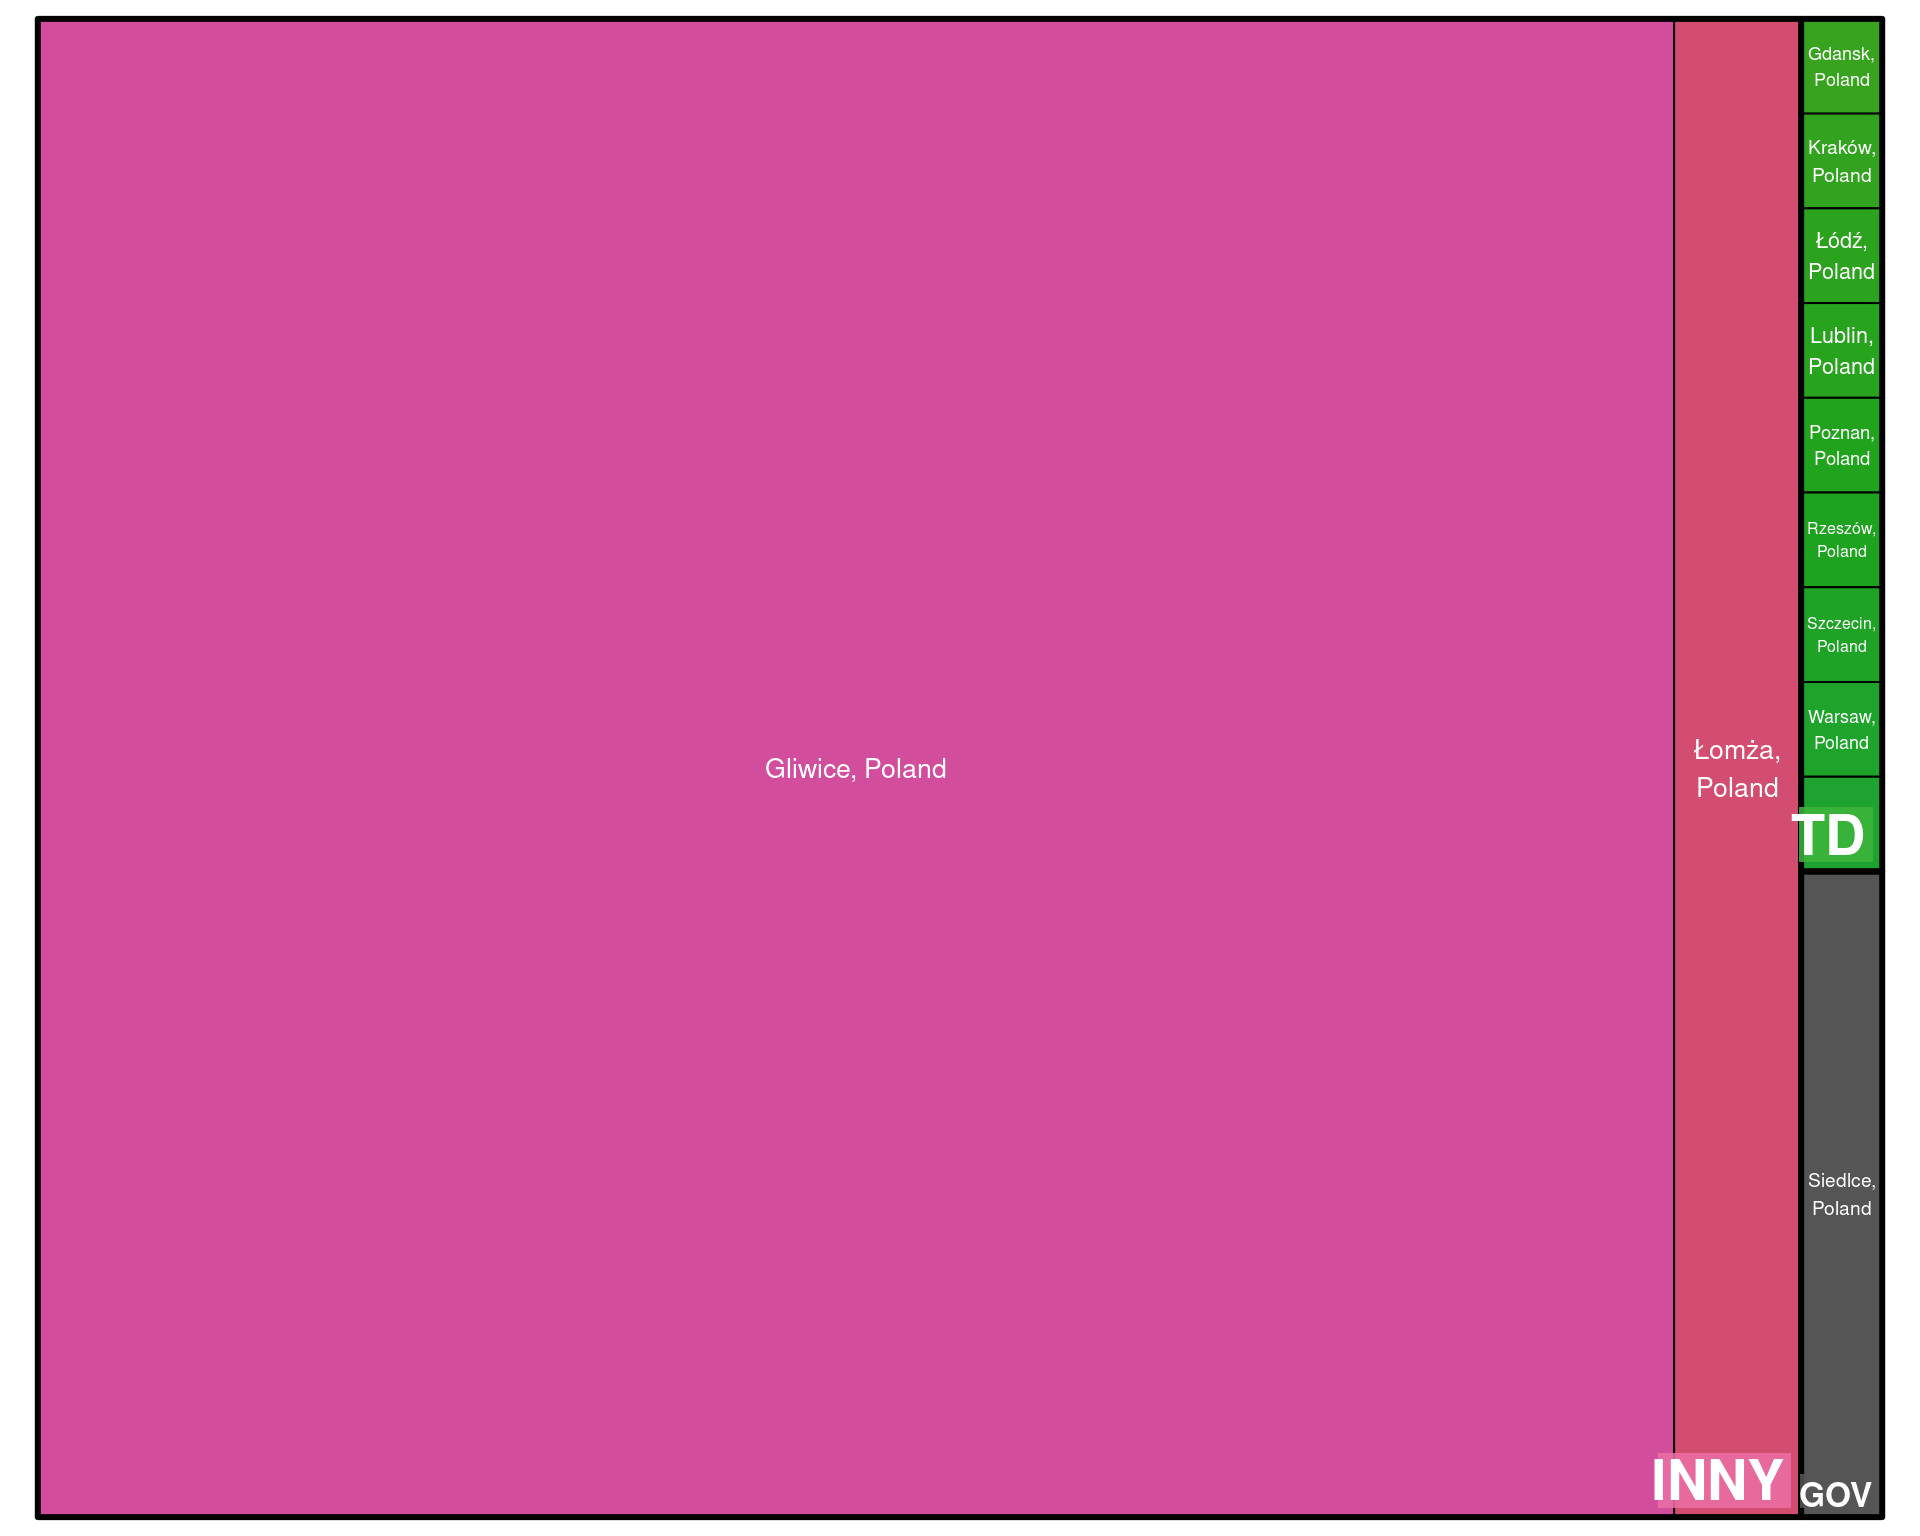 Gliwice, Poland
Łomża,
Poland
INNY
Gdansk,
Poland
Kraków,
Poland
Łódź,
Poland
Lublin,
Poland
Poznan,
Poland
Rzeszów,
Poland
Szczecin,
Poland
Warsaw,
Poland
TD
Siedlce,
Poland
GOV